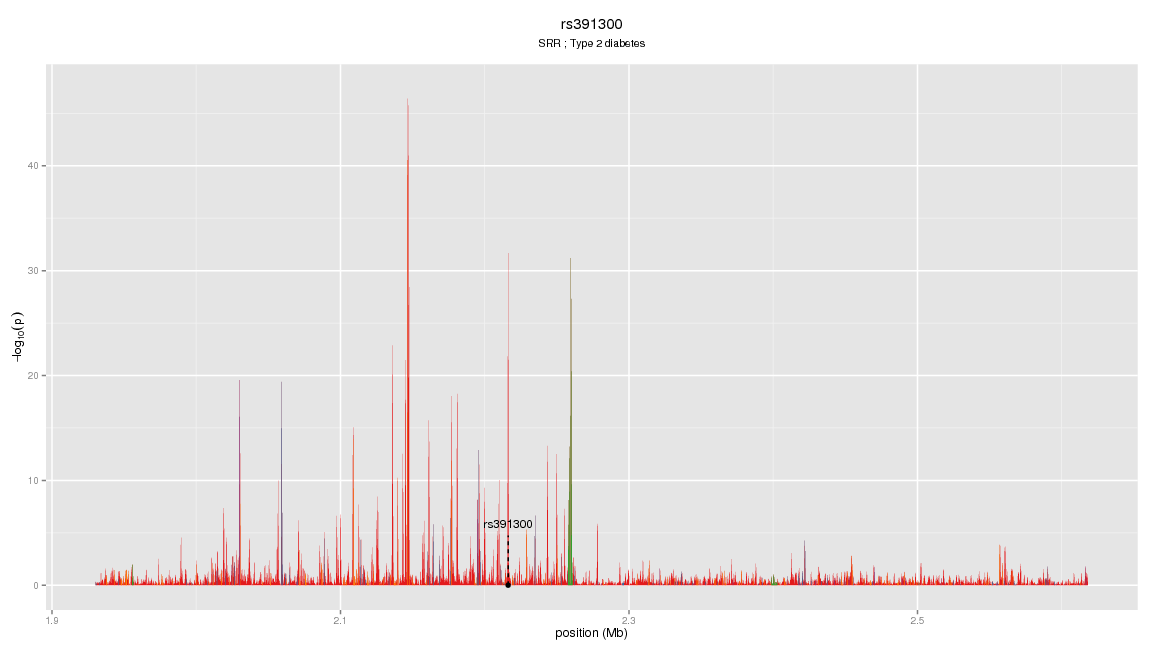 rs391300
SRR ; Type 2 diabetes
−log10(p)
40
30
20
10
0
rs391300
1.9
2.1
2.3
2.5
position (Mb)